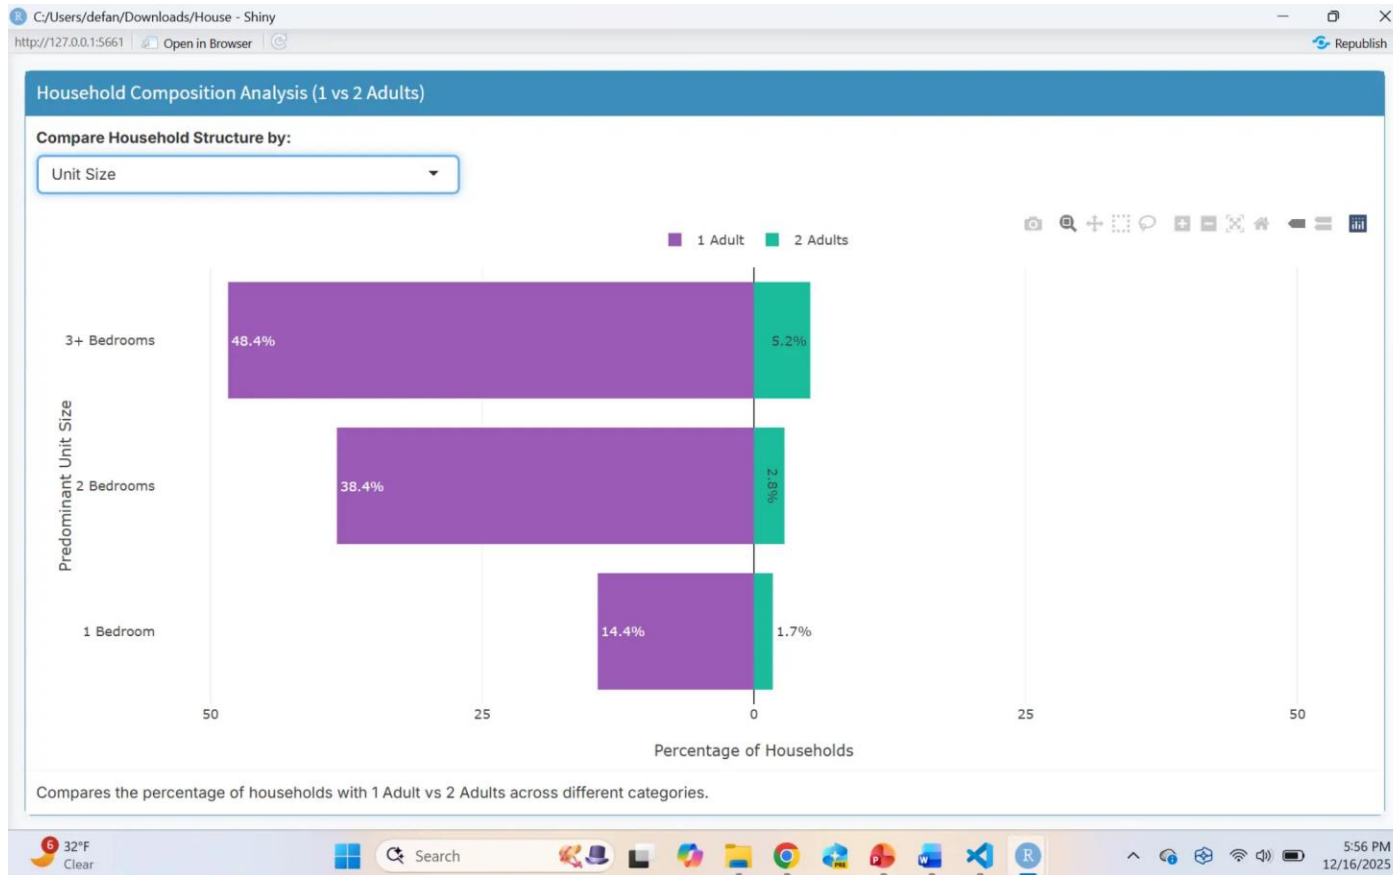 C:/Users/defan/Downloads/House - Shiny
http://127.0.0.1:5661 Open in Browser Republish
Household Composition Analysis (1 vs 2 Adults)
Compare Household Structure by:
Unit Size
1 Adult 2 Adults
3+ Bedrooms 48.4% 5.2%
Predominant Unit Size
2 Bedrooms 38.4% 2.8%
1 Bedroom 14.4% 1.7%
50 25 0 25 50
Percentage of Households
Compares the percentage of households with 1 Adult vs 2 Adults across different categories.
6 32°F
Clear
Search
5:56 PM
12/16/2025